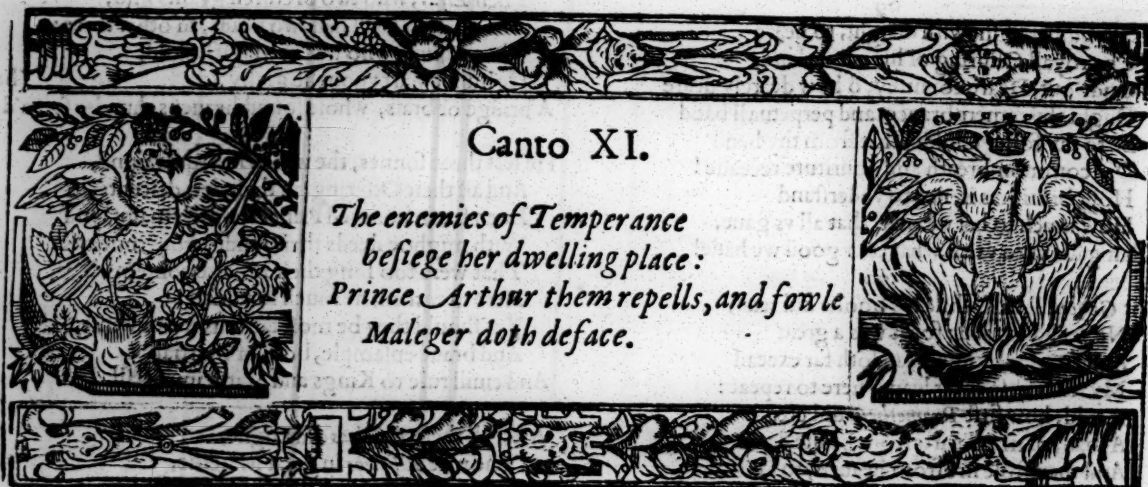 Canto XI.
The enemies of Temperance
beſiege her dwelling place:
Prince Arthur them repells, and fowle
Maleger doth deface.